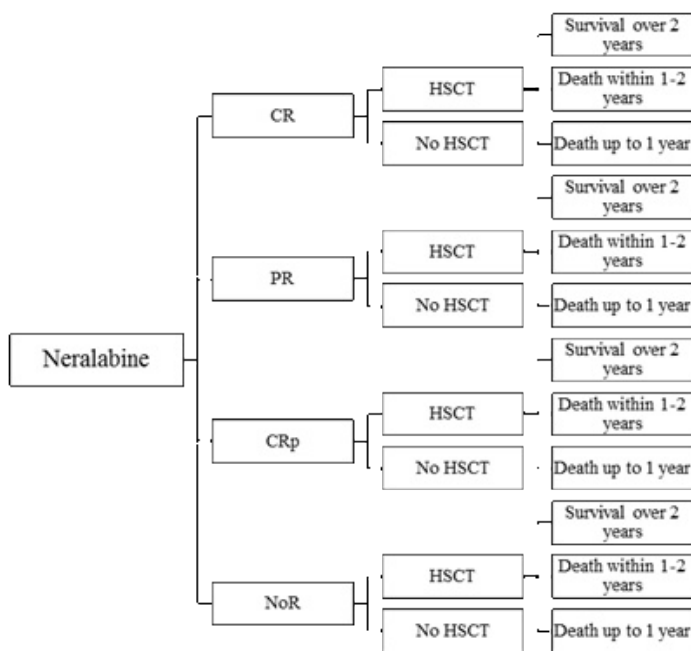 Survival over 2
years
HSCT
Death within 1-2
years
CR
No HSCT
Death up to 1 year
Survival over 2
years
HSCT
Death within 1-2
years
PR
No HSCT
Death up to 1 year
Neralabine
Survival over 2
years
HSCT
Death within 1-2
years
CRp
No HSCT
Death up to 1 year
Survival over 2
years
HSCT
Death within 1-2
years
NoR
No HSCT
Death up to 1 year